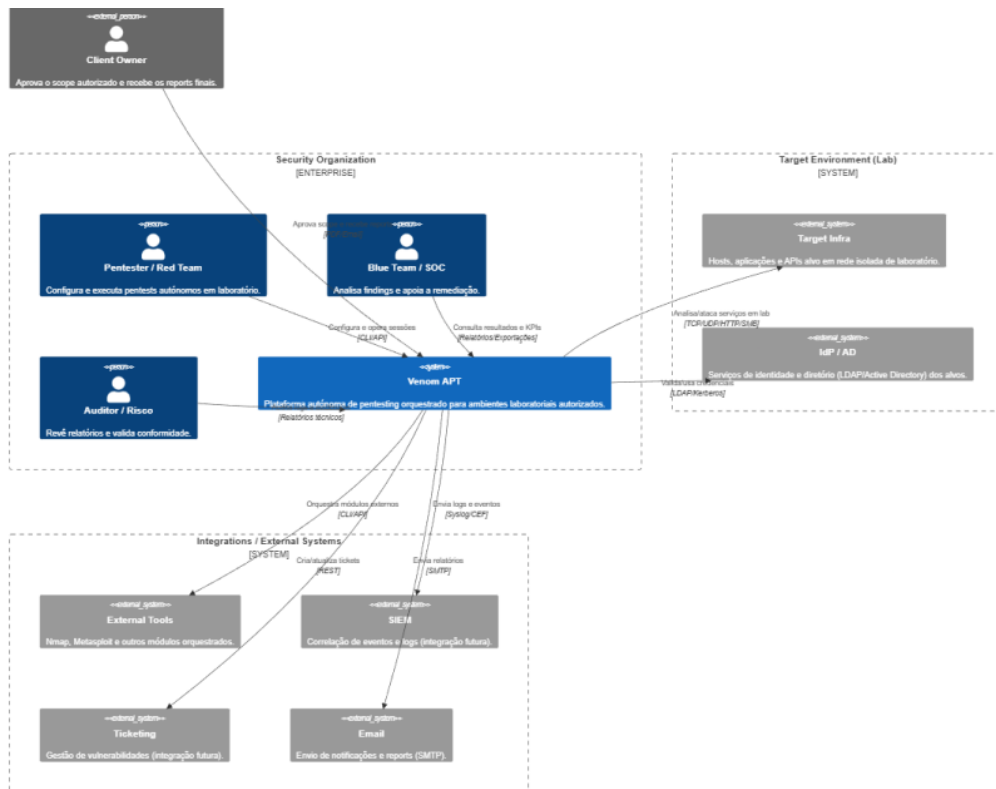 «external_person»
Client Owner
Aprova o scope autorizado e recebe os reports finais.
Security Organization
[ENTERPRISE]
Target Environment (Lab)
[SYSTEM]
«person»
Pentester / Red Team
Configura e executa pentests autónomos em laboratório.
Aprova
«person»
Blue Team / SOC
Analisa findings e apoia a remediação.
«external_system»
Target Infra
Hosts, aplicações e APIs alvo em rede isolada de laboratório.
Configura e opera sessões
[CLI/API]
Consulta resultados e KPIs
[Relatórios/Exportações]
Analisa/ataca serviços em lab
[TCP/UDP/HTTP/SMB]
«external_system»
IdP / AD
Serviços de identidade e diretório (LDAP/Active Directory) dos alvos.
«person»
Auditor / Risco
Revê relatórios e valida conformidade.
«system»
Venom APT
Plataforma autónoma de pentesting orquestrado para ambientes laboratoriais autorizados.
[Relatórios técnicos]
Valida/usa credenciais
[LDAP/Kerberos]
Orquestra módulos externos
[CLI/API]
Envia logs e eventos
[Syslog/CEF]
Integrations / External Systems
[SYSTEM]
Cria/atualiza tickets
[REST]
Envia relatórios
[SMTP]
«external_system»
External Tools
Nmap, Metasploit e outros módulos orquestrados.
«external_system»
SIEM
Correlação de eventos e logs (integração futura).
«external_system»
Ticketing
Gestão de vulnerabilidades (integração futura).
«external_system»
Email
Envio de notificações e reports (SMTP).